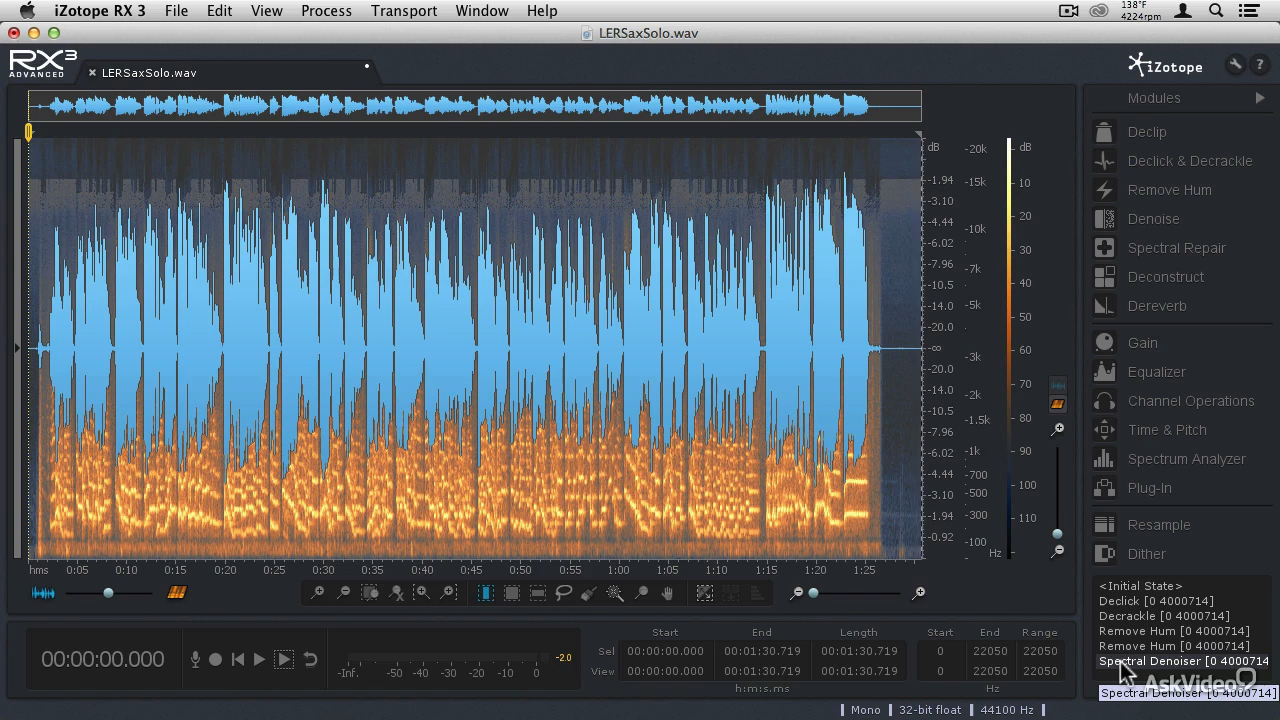 iZotope RX 3 File Edit View Process Transport Window Help 138°F 4224rpm
LERSaxSolo.wav
RX3 ADVANCED
LERSaxSolo.wav
iZotope ?
Modules
Declip
Declick & Decrackle
Remove Hum
Denoise
Spectral Repair
Deconstruct
Dereverb
Gain
Equalizer
Channel Operations
Time & Pitch
Spectrum Analyzer
Plug-In
Resample
Dither
dB
-1.94
-3.10
-4.44
-6.02
-7.96
-10.5
-14.0
-20.0
-∞
-20.0
-14.0
-10.5
-7.96
-6.02
-4.44
-3.10
-1.94
-0.92
-20k
-15k
-10k
-7k
-5k
-3k
-2k
-1.5k
-1k
-700
-500
-300
-100
Hz
dB
10
20
30
40
50
60
70
80
90
100
110
hms 0:05 0:10 0:15 0:20 0:25 0:30 0:35 0:40 0:45 0:50 0:55 1:00 1:05 1:10 1:15 1:20 1:25
<Initial State>
Declick [0 4000714]
Decrackle [0 4000714]
Remove Hum [0 4000714]
Remove Hum [0 4000714]
Spectral Denoiser [0 4000714
Spectral Denoiser [0 4000714]
AskVideo
00:00:00.000
-Inf. -50 -40 -30 -20 -10 0
-2.0
Start End Length Start End Range
Sel 00:00:00.000 00:01:30.719 00:01:30.719 0 22050 22050
View 00:00:00.000 00:01:30.719 00:01:30.719 0 22050 22050
h:m:s.ms Hz
Mono 32-bit float 44100 Hz